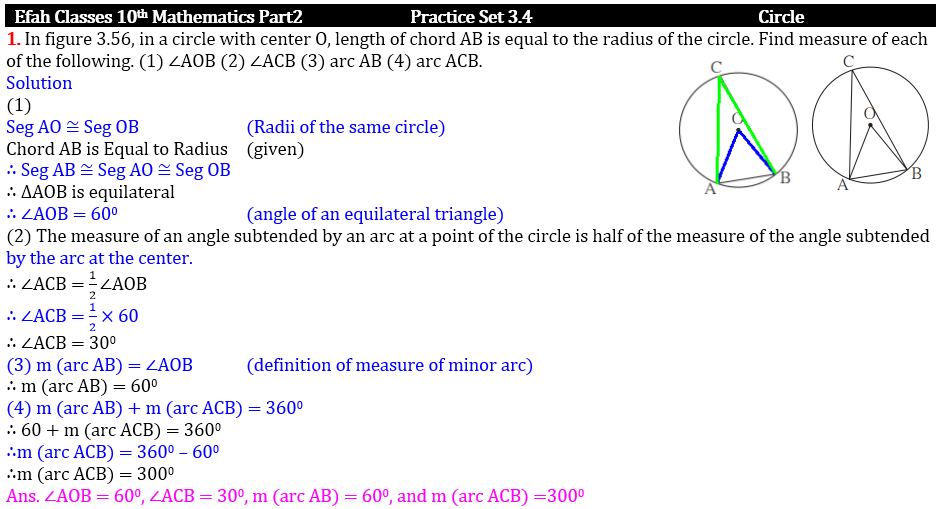 Efah Classes 10th Mathematics Part2 Practice Set 3.4 Circle
1. In figure 3.56, in a circle with center O, length of chord AB is equal to the radius of the circle. Find measure of each
of the following. (1) ∠AOB (2) ∠ACB (3) arc AB (4) arc ACB.
Solution
(1)
Seg AO ≅ Seg OB (Radii of the same circle)
Chord AB is Equal to Radius (given)
∴ Seg AB ≅ Seg AO ≅ Seg OB
∴ ΔAOB is equilateral
∴ ∠AOB = 60⁰ (angle of an equilateral triangle)
(2) The measure of an angle subtended by an arc at a point of the circle is half of the measure of the angle subtended
by the arc at the center.
∴ ∠ACB = 1/2 ∠AOB
∴ ∠ACB = 1/2 × 60
∴ ∠ACB = 30⁰
(3) m (arc AB) = ∠AOB (definition of measure of minor arc)
∴ m (arc AB) = 60⁰
(4) m (arc AB) + m (arc ACB) = 360⁰
∴ 60 + m (arc ACB) = 360⁰
∴m (arc ACB) = 360⁰ – 60⁰
∴m (arc ACB) = 300⁰
Ans. ∠AOB = 60⁰, ∠ACB = 30⁰, m (arc AB) = 60⁰, and m (arc ACB) =300⁰
C
O
A
B
C
O
A
B